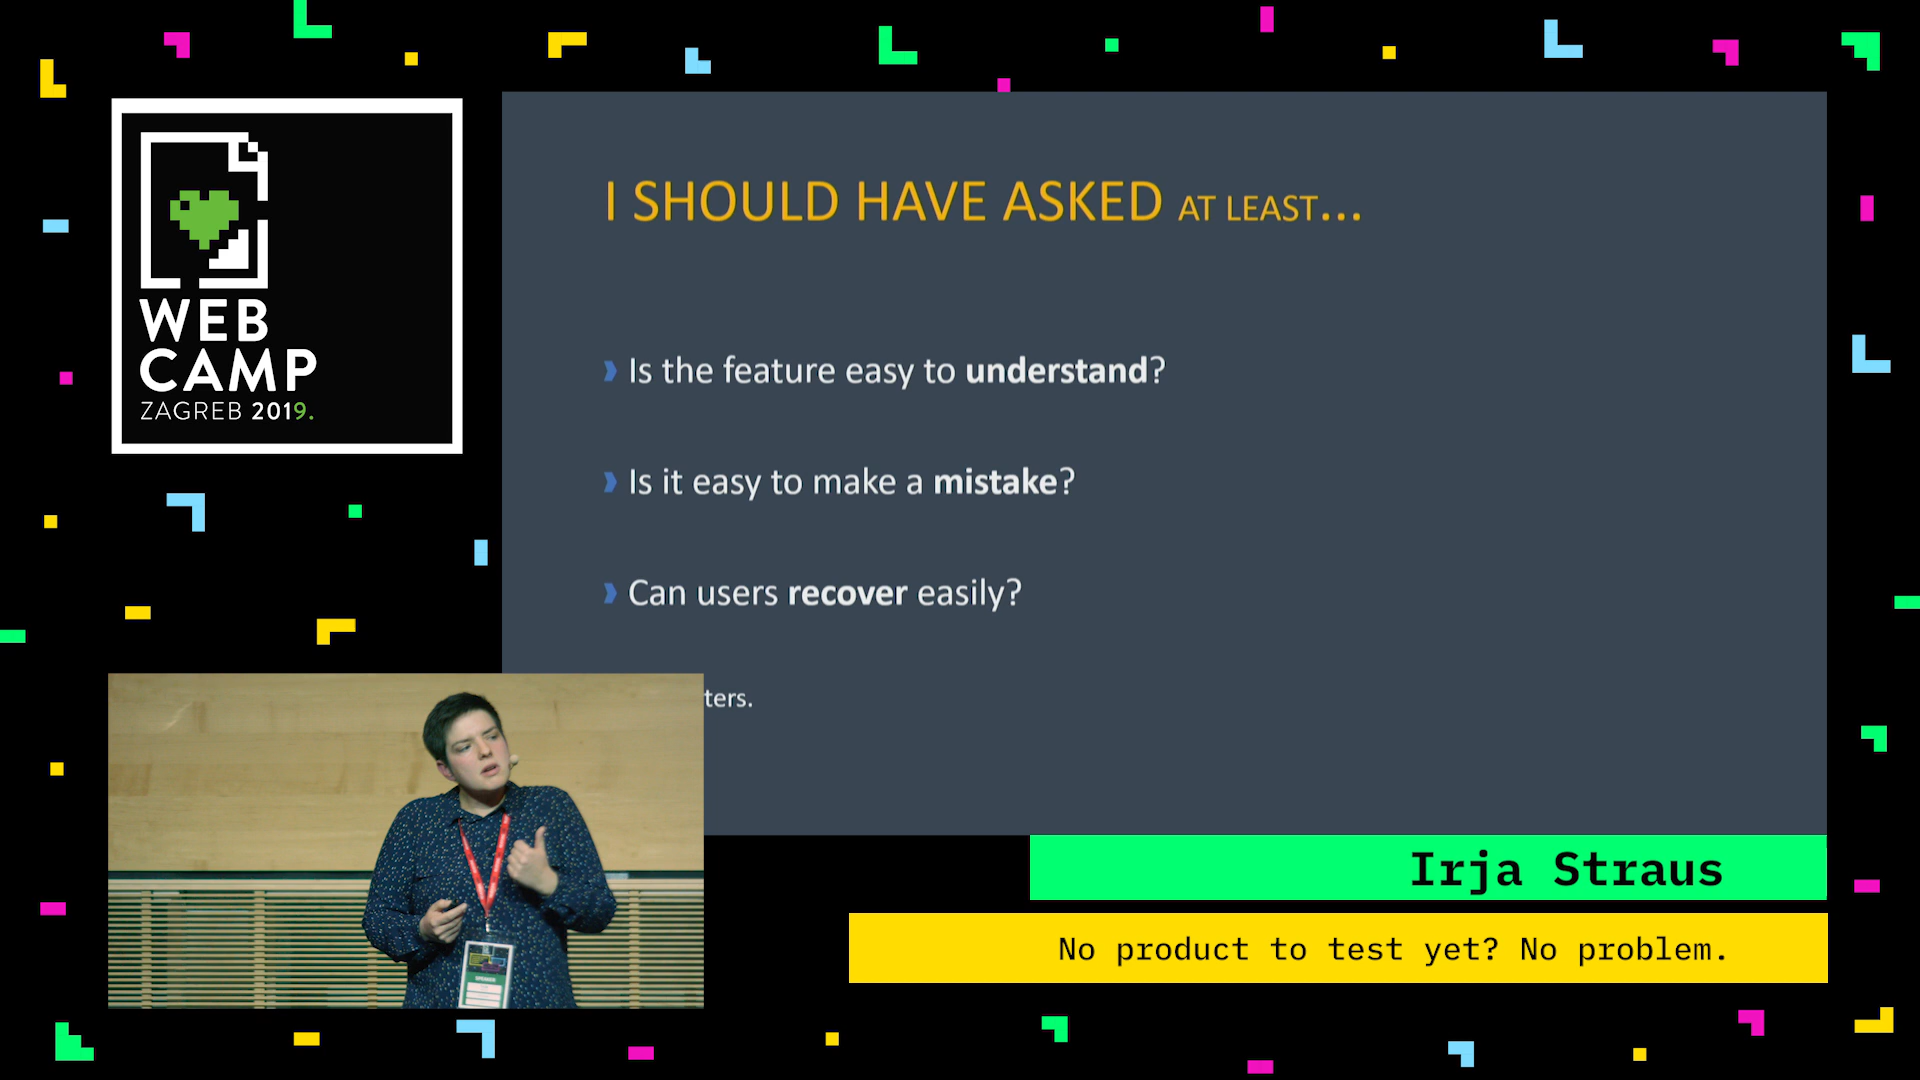 WEB
CAMP
ZAGREB 2019.
I SHOULD HAVE ASKED AT LEAST...
Is the feature easy to understand?
Is it easy to make a mistake?
Can users recover easily?
ters.
Irja Straus
No product to test yet? No problem.